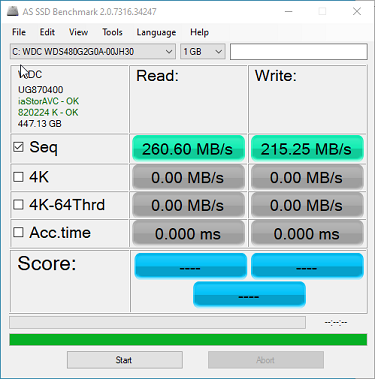 AS SSD Benchmark 2.0.7316.34247
File Edit View Tools Language Help
C: WDC WDS480G2G0A-00JH30 1 GB
DC
UG870400
iaStorAVC - OK
820224 K - OK
447.13 GB
Read: Write:
Seq 260.60 MB/s 215.25 MB/s
4K 0.00 MB/s 0.00 MB/s
4K-64Thrd 0.00 MB/s 0.00 MB/s
Acc.time 0.000 ms 0.000 ms
Score: ---- ----
----
--:--:--
Start Abort